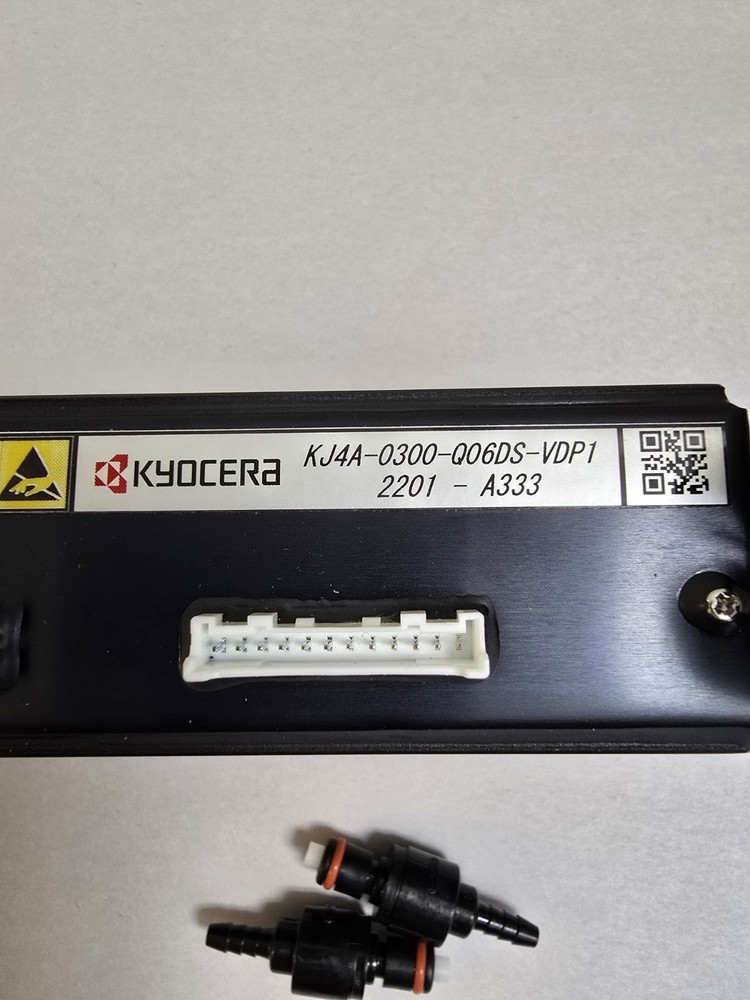 KYOCERA
KJ4A-0300-Q06DS-VDP1
2201 - A333